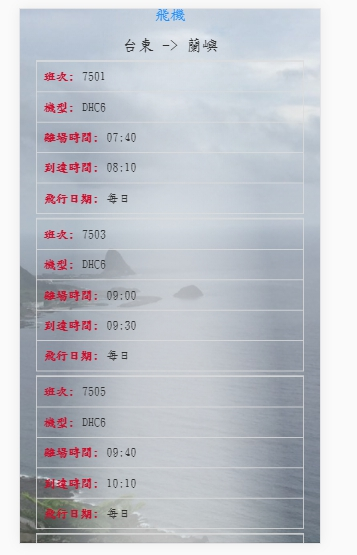 飛機
台東 -> 蘭嶼
班次: 7501
機型: DHC6
離場時間: 07:40
到達時間: 08:10
飛行日期: 每日
班次: 7503
機型: DHC6
離場時間: 09:00
到達時間: 09:30
飛行日期: 每日
班次: 7505
機型: DHC6
離場時間: 09:40
到達時間: 10:10
飛行日期: 每日